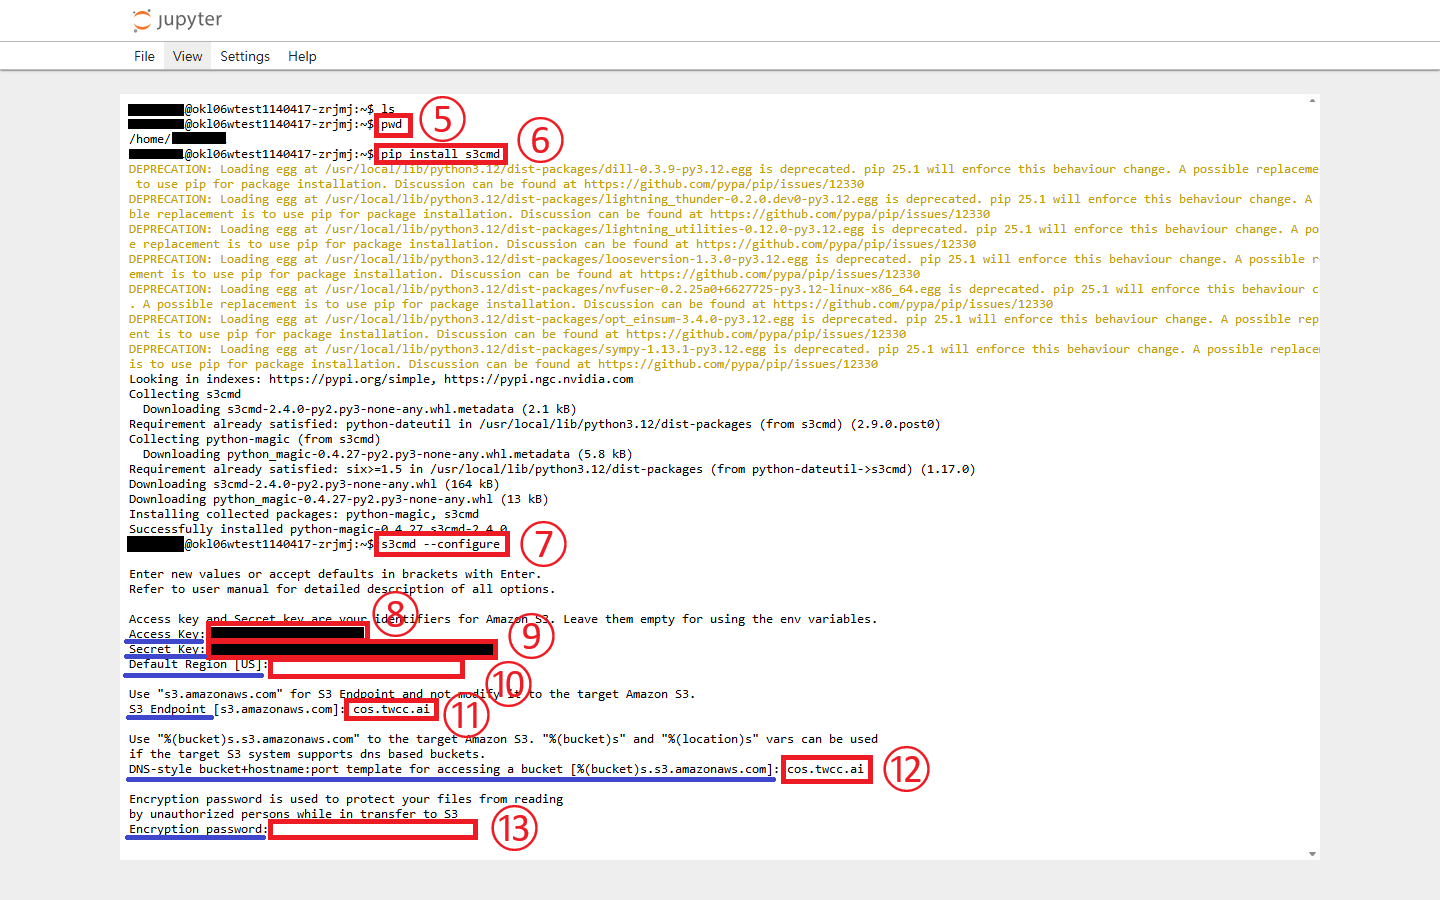 jupyter
File View Settings Help
@okl06wtest1140417-zrjmj:~$ ls
@okl06wtest1140417-zrjmj:~$ pwd ⑤
/home/
@okl06wtest1140417-zrjmj:~$ pip install s3cmd ⑥
DEPRECATION: Loading egg at /usr/local/lib/python3.12/dist-packages/dill-0.3.9-py3.12.egg is deprecated. pip 25.1 will enforce this behaviour change. A possible replaceme
to use pip for package installation. Discussion can be found at https://github.com/pypa/pip/issues/12330
DEPRECATION: Loading egg at /usr/local/lib/python3.12/dist-packages/lightning_thunder-0.2.0.dev0-py3.12.egg is deprecated. pip 25.1 will enforce this behaviour change. A
ble replacement is to use pip for package installation. Discussion can be found at https://github.com/pypa/pip/issues/12330
DEPRECATION: Loading egg at /usr/local/lib/python3.12/dist-packages/lightning_utilities-0.12.0-py3.12.egg is deprecated. pip 25.1 will enforce this behaviour change. A po
e replacement is to use pip for package installation. Discussion can be found at https://github.com/pypa/pip/issues/12330
DEPRECATION: Loading egg at /usr/local/lib/python3.12/dist-packages/looseversion-1.3.0-py3.12.egg is deprecated. pip 25.1 will enforce this behaviour change. A possible r
ement is to use pip for package installation. Discussion can be found at https://github.com/pypa/pip/issues/12330
DEPRECATION: Loading egg at /usr/local/lib/python3.12/dist-packages/nvfuser-0.2.25a0+6627725-py3.12-linux-x86_64.egg is deprecated. pip 25.1 will enforce this behaviour c
. A possible replacement is to use pip for package installation. Discussion can be found at https://github.com/pypa/pip/issues/12330
DEPRECATION: Loading egg at /usr/local/lib/python3.12/dist-packages/opt_einsum-3.4.0-py3.12.egg is deprecated. pip 25.1 will enforce this behaviour change. A possible rep
ent is to use pip for package installation. Discussion can be found at https://github.com/pypa/pip/issues/12330
DEPRECATION: Loading egg at /usr/local/lib/python3.12/dist-packages/sympy-1.13.1-py3.12.egg is deprecated. pip 25.1 will enforce this behaviour change. A possible replacem
is to use pip for package installation. Discussion can be found at https://github.com/pypa/pip/issues/12330
Looking in indexes: https://pypi.org/simple, https://pypi.ngc.nvidia.com
Collecting s3cmd
Downloading s3cmd-2.4.0-py2.py3-none-any.whl.metadata (2.1 kB)
Requirement already satisfied: python-dateutil in /usr/local/lib/python3.12/dist-packages (from s3cmd) (2.9.0.post0)
Collecting python-magic (from s3cmd)
Downloading python_magic-0.4.27-py2.py3-none-any.whl.metadata (5.8 kB)
Requirement already satisfied: six>=1.5 in /usr/local/lib/python3.12/dist-packages (from python-dateutil->s3cmd) (1.17.0)
Downloading s3cmd-2.4.0-py2.py3-none-any.whl (164 kB)
Downloading python_magic-0.4.27-py2.py3-none-any.whl (13 kB)
Installing collected packages: python-magic, s3cmd
Successfully installed python-magic-0.4.27 s3cmd-2.4.0
@okl06wtest1140417-zrjmj:~$ s3cmd --configure ⑦
Enter new values or accept defaults in brackets with Enter.
Refer to user manual for detailed description of all options.
Access key and Secret key are your identifiers for Amazon S3. Leave them empty for using the env variables.
Access Key: ⑧
Secret Key: ⑨
Default Region [US]: ⑩
Use "s3.amazonaws.com" for S3 Endpoint and not modify it to the target Amazon S3.
S3 Endpoint [s3.amazonaws.com]: cos.twcc.ai ⑪
Use "%(bucket)s.s3.amazonaws.com" to the target Amazon S3. "%(bucket)s" and "%(location)s" vars can be used
if the target S3 system supports dns based buckets.
DNS-style bucket+hostname:port template for accessing a bucket [%(bucket)s.s3.amazonaws.com]: cos.twcc.ai ⑫
Encryption password is used to protect your files from reading
by unauthorized persons while in transfer to S3
Encryption password: ⑬